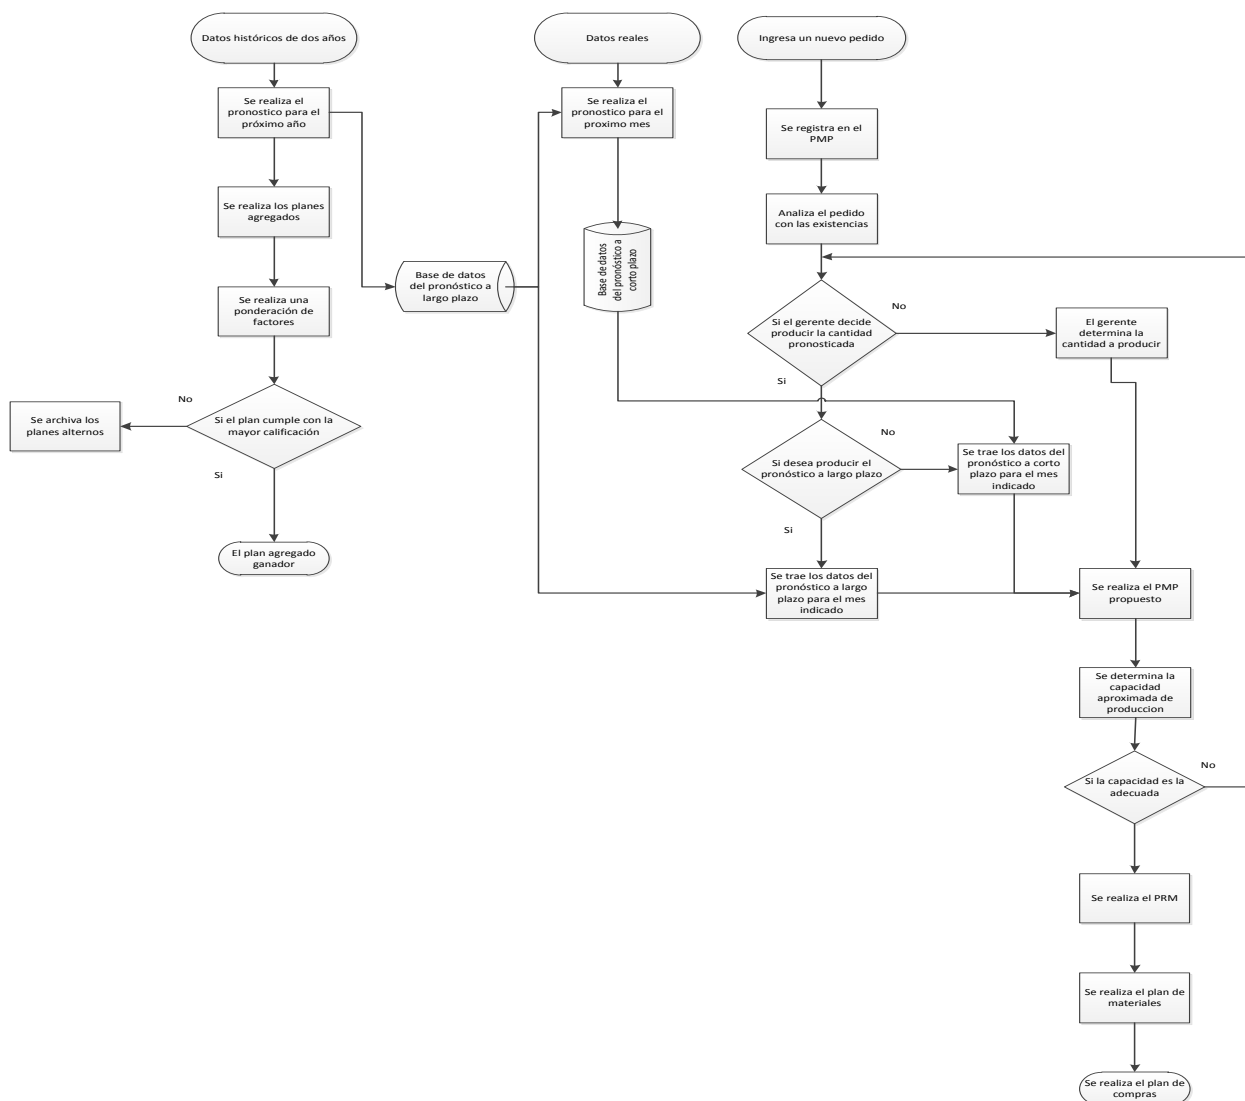 Datos históricos de dos años
Se realiza el
pronostico para el
próximo año
Se realiza los planes
agregados
Se realiza una
ponderación de
factores
No
Si el plan cumple con la
mayor calificación
Se archiva los
planes alternos
Si
El plan agregado
ganador
Base de datos
del pronóstico a
largo plazo
Datos reales
Se realiza el
pronostico para el
proximo mes
Base de datos
del pronóstico a
corto plazo
Ingresa un nuevo pedido
Se registra en el
PMP
Analiza el pedido
con las existencias
Si el gerente decide
producir la cantidad
pronosticada
No
El gerente
determina la
cantidad a producir
Si
Si desea producir el
pronóstico a largo plazo
No
Se trae los datos del
pronóstico a corto
plazo para el mes
indicado
Si
Se trae los datos del
pronóstico a largo
plazo para el mes
indicado
Se realiza el PMP
propuesto
Se determina la
capacidad
aproximada de
produccion
Si la capacidad es la
adecuada
No
Se realiza el PRM
Se realiza el plan de
materiales
Se realiza el plan de
compras